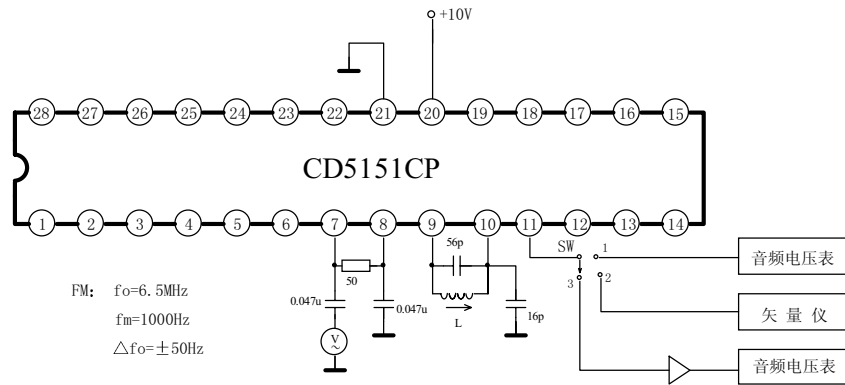 +10V
28 27 26 25 24 23 22 21 20 19 18 17 16 15
CD5151CP
1 2 3 4 5 6 7 8 9 10 11 12 13 14
56p
SW 1
音频电压表
50
3 2
FM: fo=6.5MHz
0.047u 0.047u
L
16p
矢 量 仪
fm=1000Hz
V
~
△fo=±50Hz
音频电压表